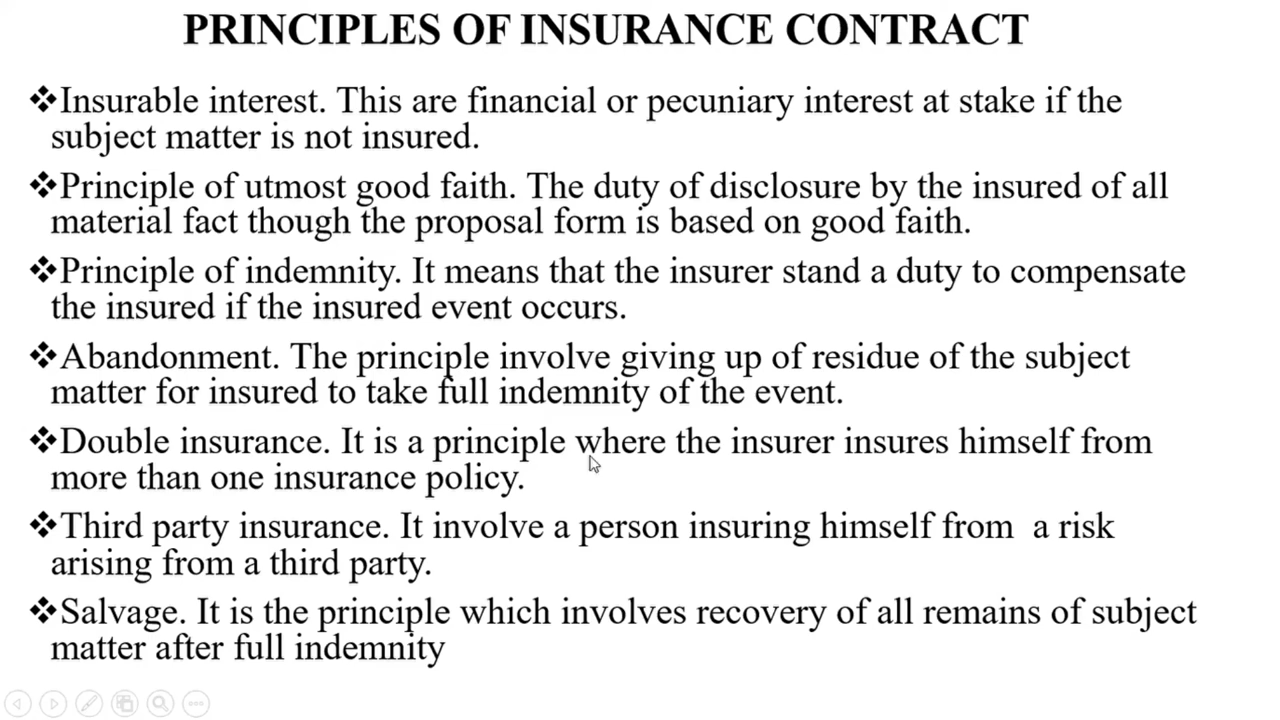 PRINCIPLES OF INSURANCE CONTRACT
❖Insurable interest. This are financial or pecuniary interest at stake if the
subject matter is not insured.
❖Principle of utmost good faith. The duty of disclosure by the insured of all
material fact though the proposal form is based on good faith.
❖Principle of indemnity. It means that the insurer stand a duty to compensate
the insured if the insured event occurs.
❖Abandonment. The principle involve giving up of residue of the subject
matter for insured to take full indemnity of the event.
❖Double insurance. It is a principle where the insurer insures himself from
more than one insurance policy.
❖Third party insurance. It involve a person insuring himself from  a risk
arising from a third party.
❖Salvage. It is the principle which involves recovery of all remains of subject
matter after full indemnity